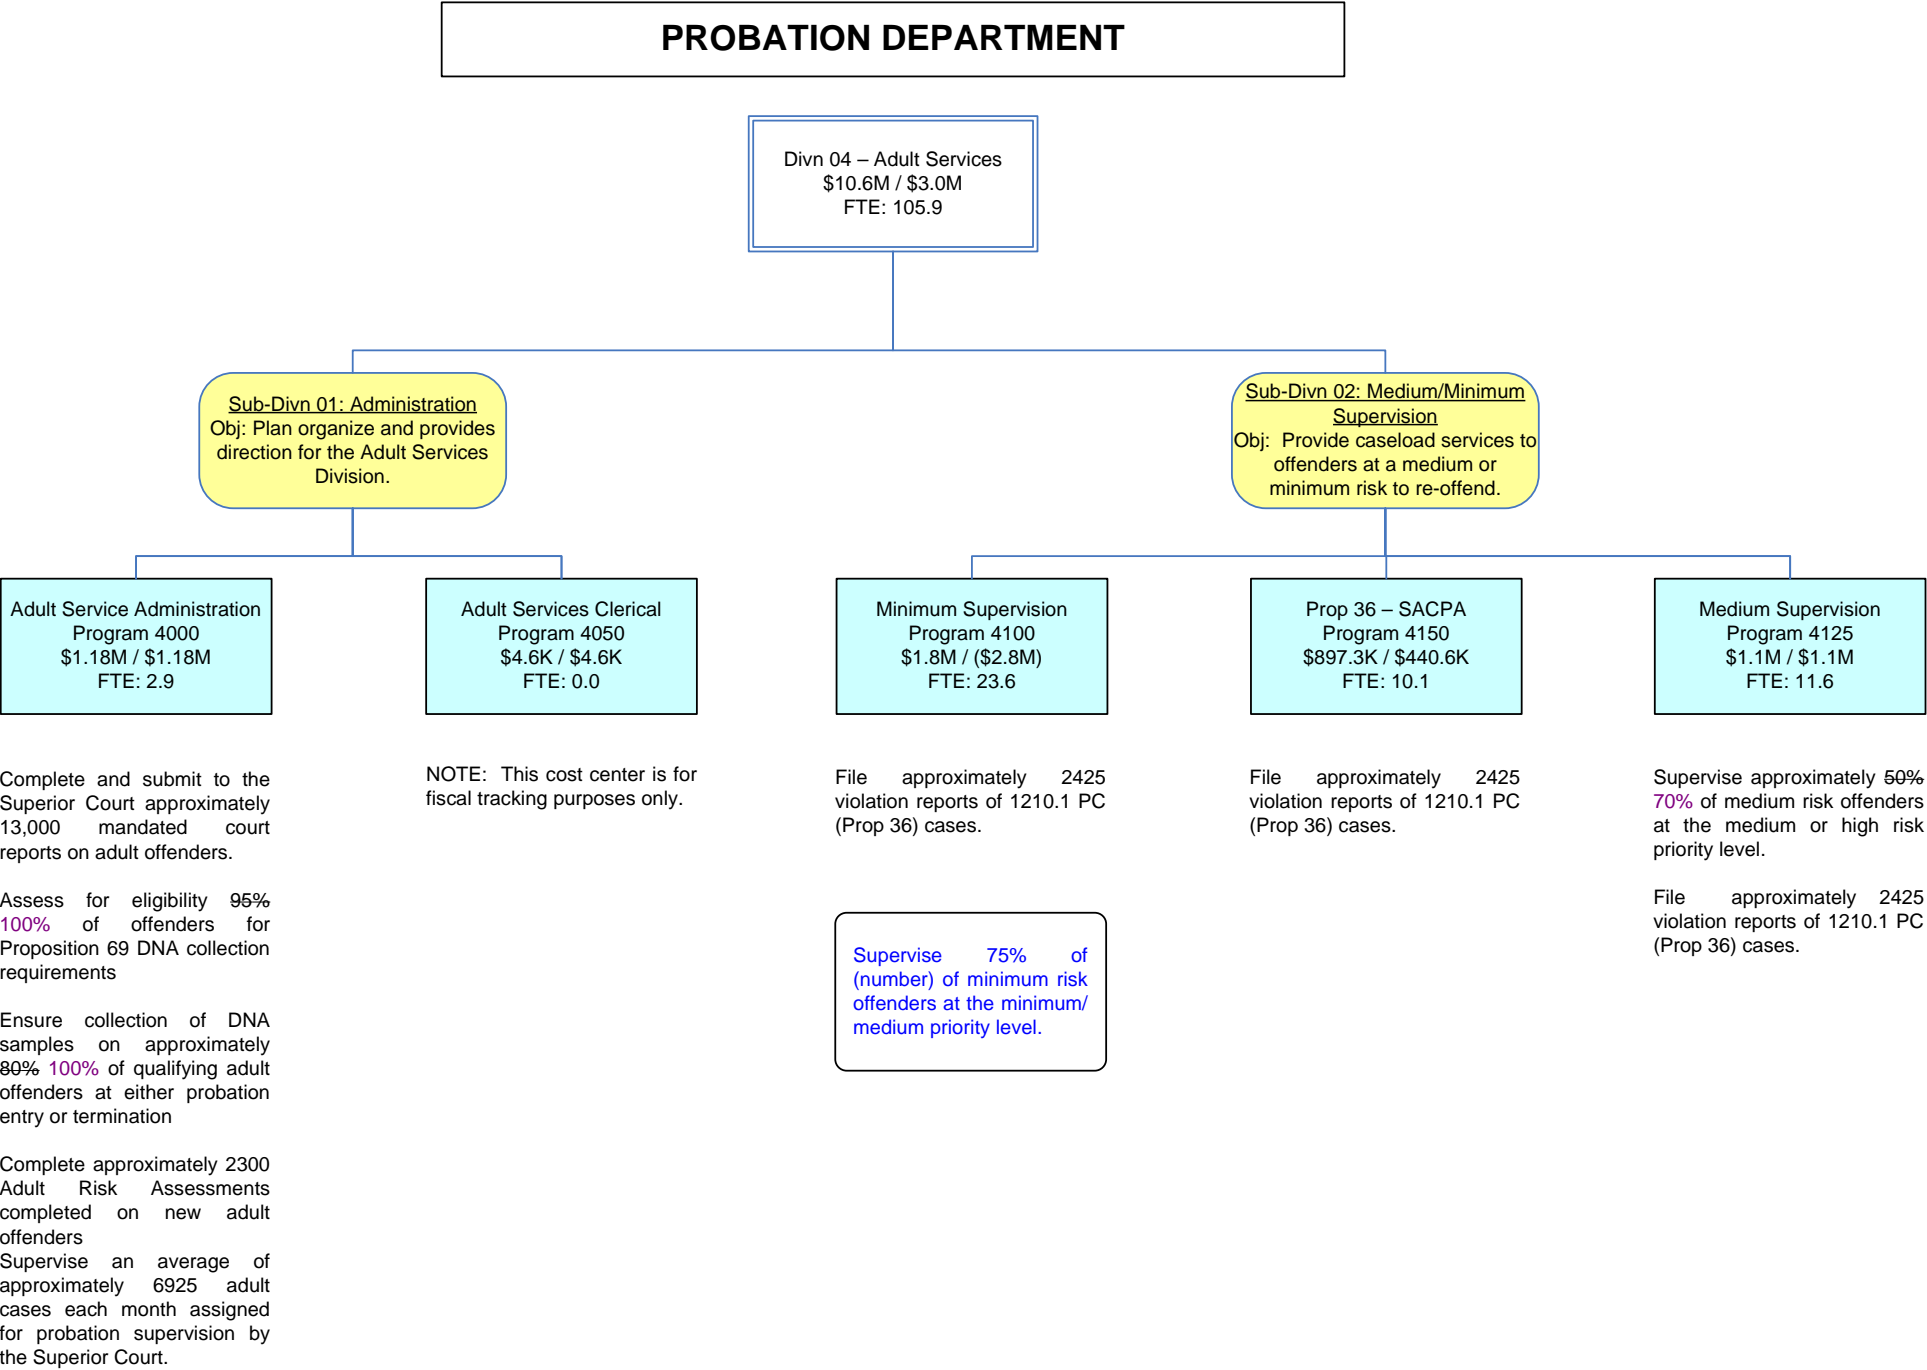 PROBATION DEPARTMENT
Divn 04 – Adult Services
$10.6M / $3.0M
FTE: 105.9
Sub-Divn 01: Administration
Obj: Plan organize and provides
direction for the Adult Services
Division.
Sub-Divn 02: Medium/Minimum
Supervision
Obj:  Provide caseload services to
offenders at a medium or
minimum risk to re-offend.
Adult Service Administration
Program 4000
$1.18M / $1.18M
FTE: 2.9
Adult Services Clerical
Program 4050
$4.6K / $4.6K
FTE: 0.0
Minimum Supervision
Program 4100
$1.8M / ($2.8M)
FTE: 23.6
Prop 36 – SACPA
Program 4150
$897.3K / $440.6K
FTE: 10.1
Medium Supervision
Program 4125
$1.1M / $1.1M
FTE: 11.6
Complete and submit to the
Superior Court approximately
13,000 mandated court
reports on adult offenders.
Assess for eligibility 95%
100% of offenders for
Proposition 69 DNA collection
requirements
Ensure collection of DNA
samples on approximately
80% 100% of qualifying adult
offenders at either probation
entry or termination
Complete approximately 2300
Adult Risk Assessments
completed on new adult
offenders
Supervise an average of
approximately 6925 adult
cases each month assigned
for probation supervision by
the Superior Court.
NOTE:  This cost center is for
fiscal tracking purposes only.
File approximately 2425
violation reports of 1210.1 PC
(Prop 36) cases.
Supervise 75% of
(number) of minimum risk
offenders at the minimum/
medium priority level.
File approximately 2425
violation reports of 1210.1 PC
(Prop 36) cases.
Supervise approximately 50%
70% of medium risk offenders
at the medium or high risk
priority level.
File approximately 2425
violation reports of 1210.1 PC
(Prop 36) cases.